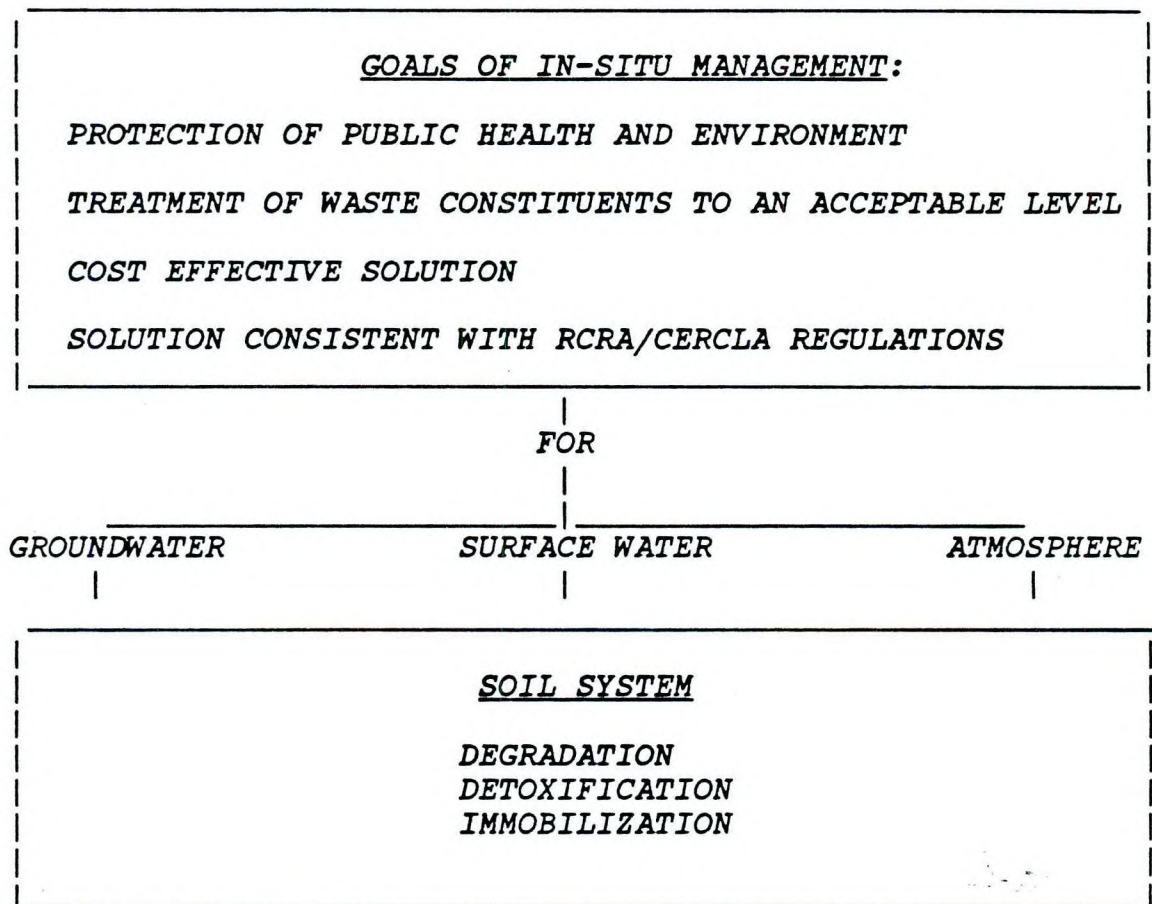 GOALS OF IN-SITU MANAGEMENT:
PROTECTION OF PUBLIC HEALTH AND ENVIRONMENT
TREATMENT OF WASTE CONSTITUENTS TO AN ACCEPTABLE LEVEL
COST EFFECTIVE SOLUTION
SOLUTION CONSISTENT WITH RCRA/CERCLA REGULATIONS
FOR
GROUNDWATER SURFACE WATER ATMOSPHERE
SOIL SYSTEM
DEGRADATION
DETOXIFICATION
IMMOBILIZATION